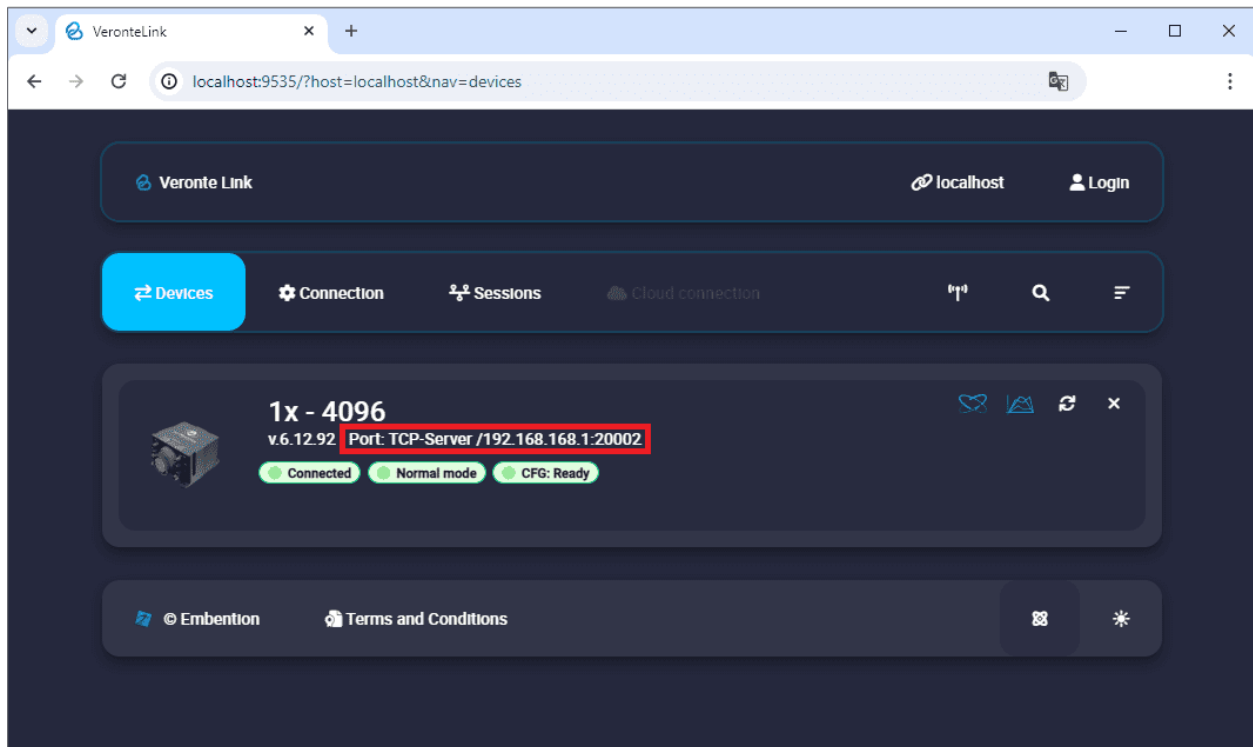 VeronteLink
localhost:9535/?host=localhost&nav=devices
Veronte Link localhost Login
Devices Connection Sessions Cloud connection
1x - 4096
v.6.12.92 Port: TCP-Server /192.168.168.1:20002
Connected Normal mode CFG: Ready
© Embention Terms and Conditions